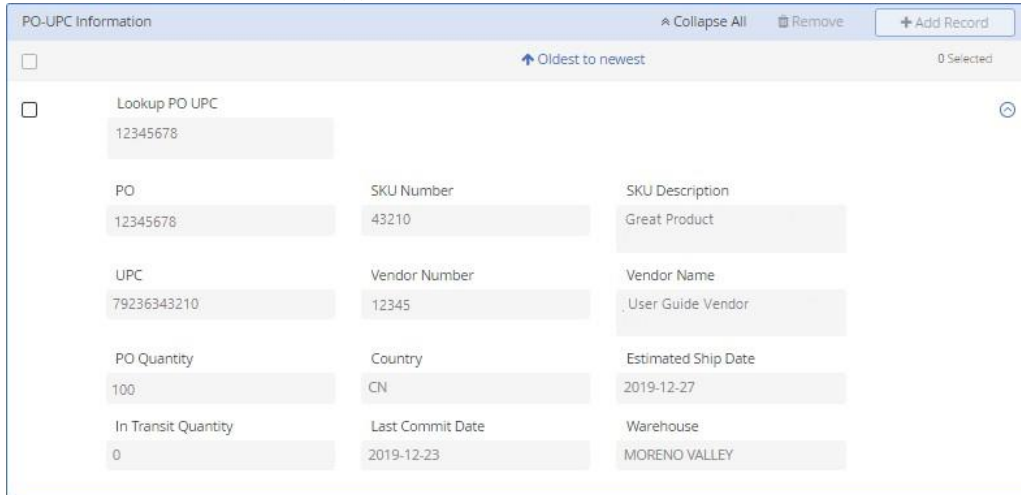 PO-UPC Information Collapse All Remove Add Record
Oldest to newest 0 Selected
Lookup PO UPC
12345678
PO SKU Number SKU Description
12345678 43210 Great Product
UPC Vendor Number Vendor Name
79236343210 12345 User Guide Vendor
PO Quantity Country Estimated Ship Date
100 CN 2019-12-27
In Transit Quantity Last Commit Date Warehouse
0 2019-12-23 MORENO VALLEY